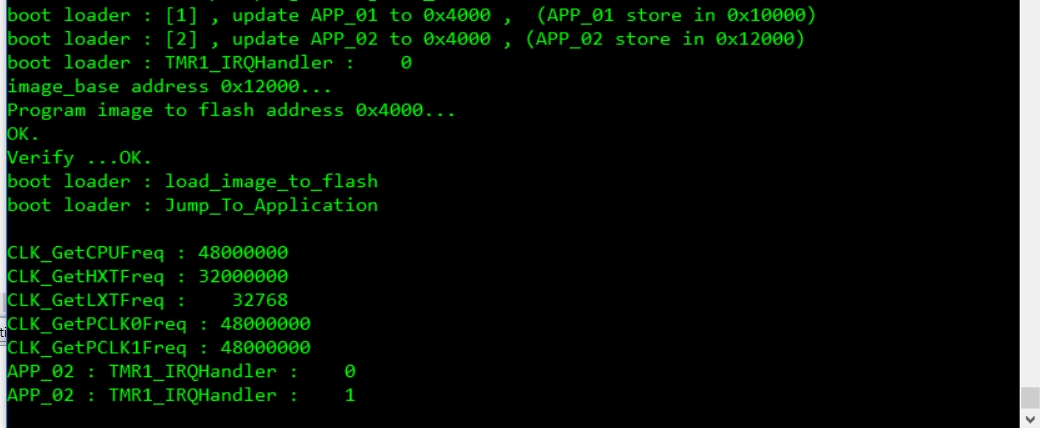 boot loader : [1] , update APP_01 to 0x4000 ,  (APP_01 store in 0x10000)
boot loader : [2] , update APP_02 to 0x4000 , (APP_02 store in 0x12000)
boot loader : TMR1_IRQHandler :    0
image_base address 0x12000...
Program image to flash address 0x4000...
OK.
Verify ...OK.
boot loader : load_image_to_flash
boot loader : Jump_To_Application
CLK_GetCPUFreq : 48000000
CLK_GetHXTFreq : 32000000
CLK_GetLXTFreq :    32768
CLK_GetPCLK0Freq : 48000000
CLK_GetPCLK1Freq : 48000000
APP_02 : TMR1_IRQHandler :    0
APP_02 : TMR1_IRQHandler :    1